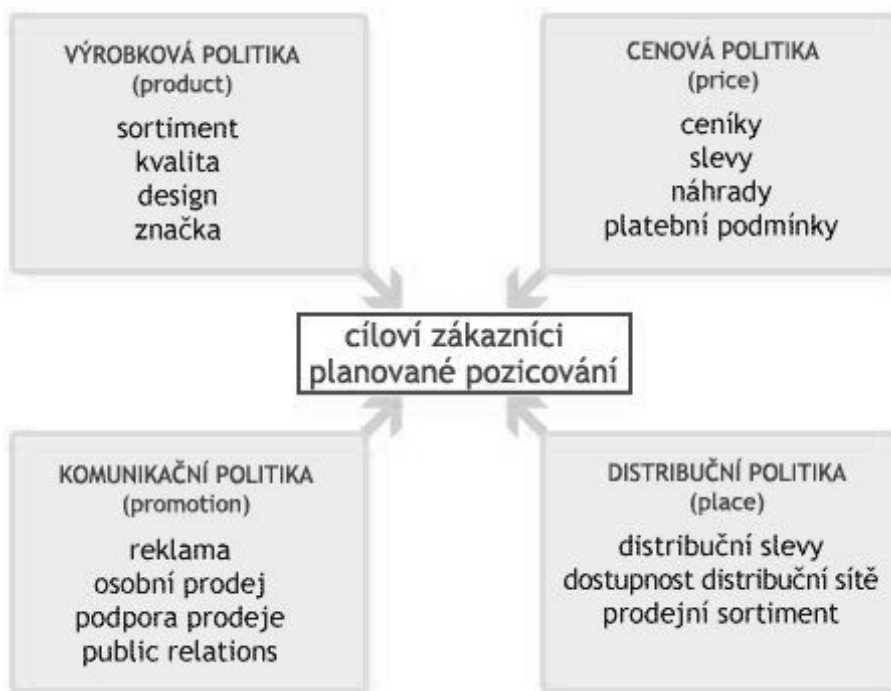 VÝROBKOVÁ POLITIKA
(product)
sortiment
kvalita
design
značka
CENOVÁ POLITIKA
(price)
ceníky
slevy
náhrady
platební podmínky
cíloví zákazníci
planované pozicování
KOMUNIKAČNÍ POLITIKA
(promotion)
reklama
osobní prodej
podpora prodeje
public relations
DISTRIBUČNÍ POLITIKA
(place)
distribuční slevy
dostupnost distribuční sítě
prodejní sortiment